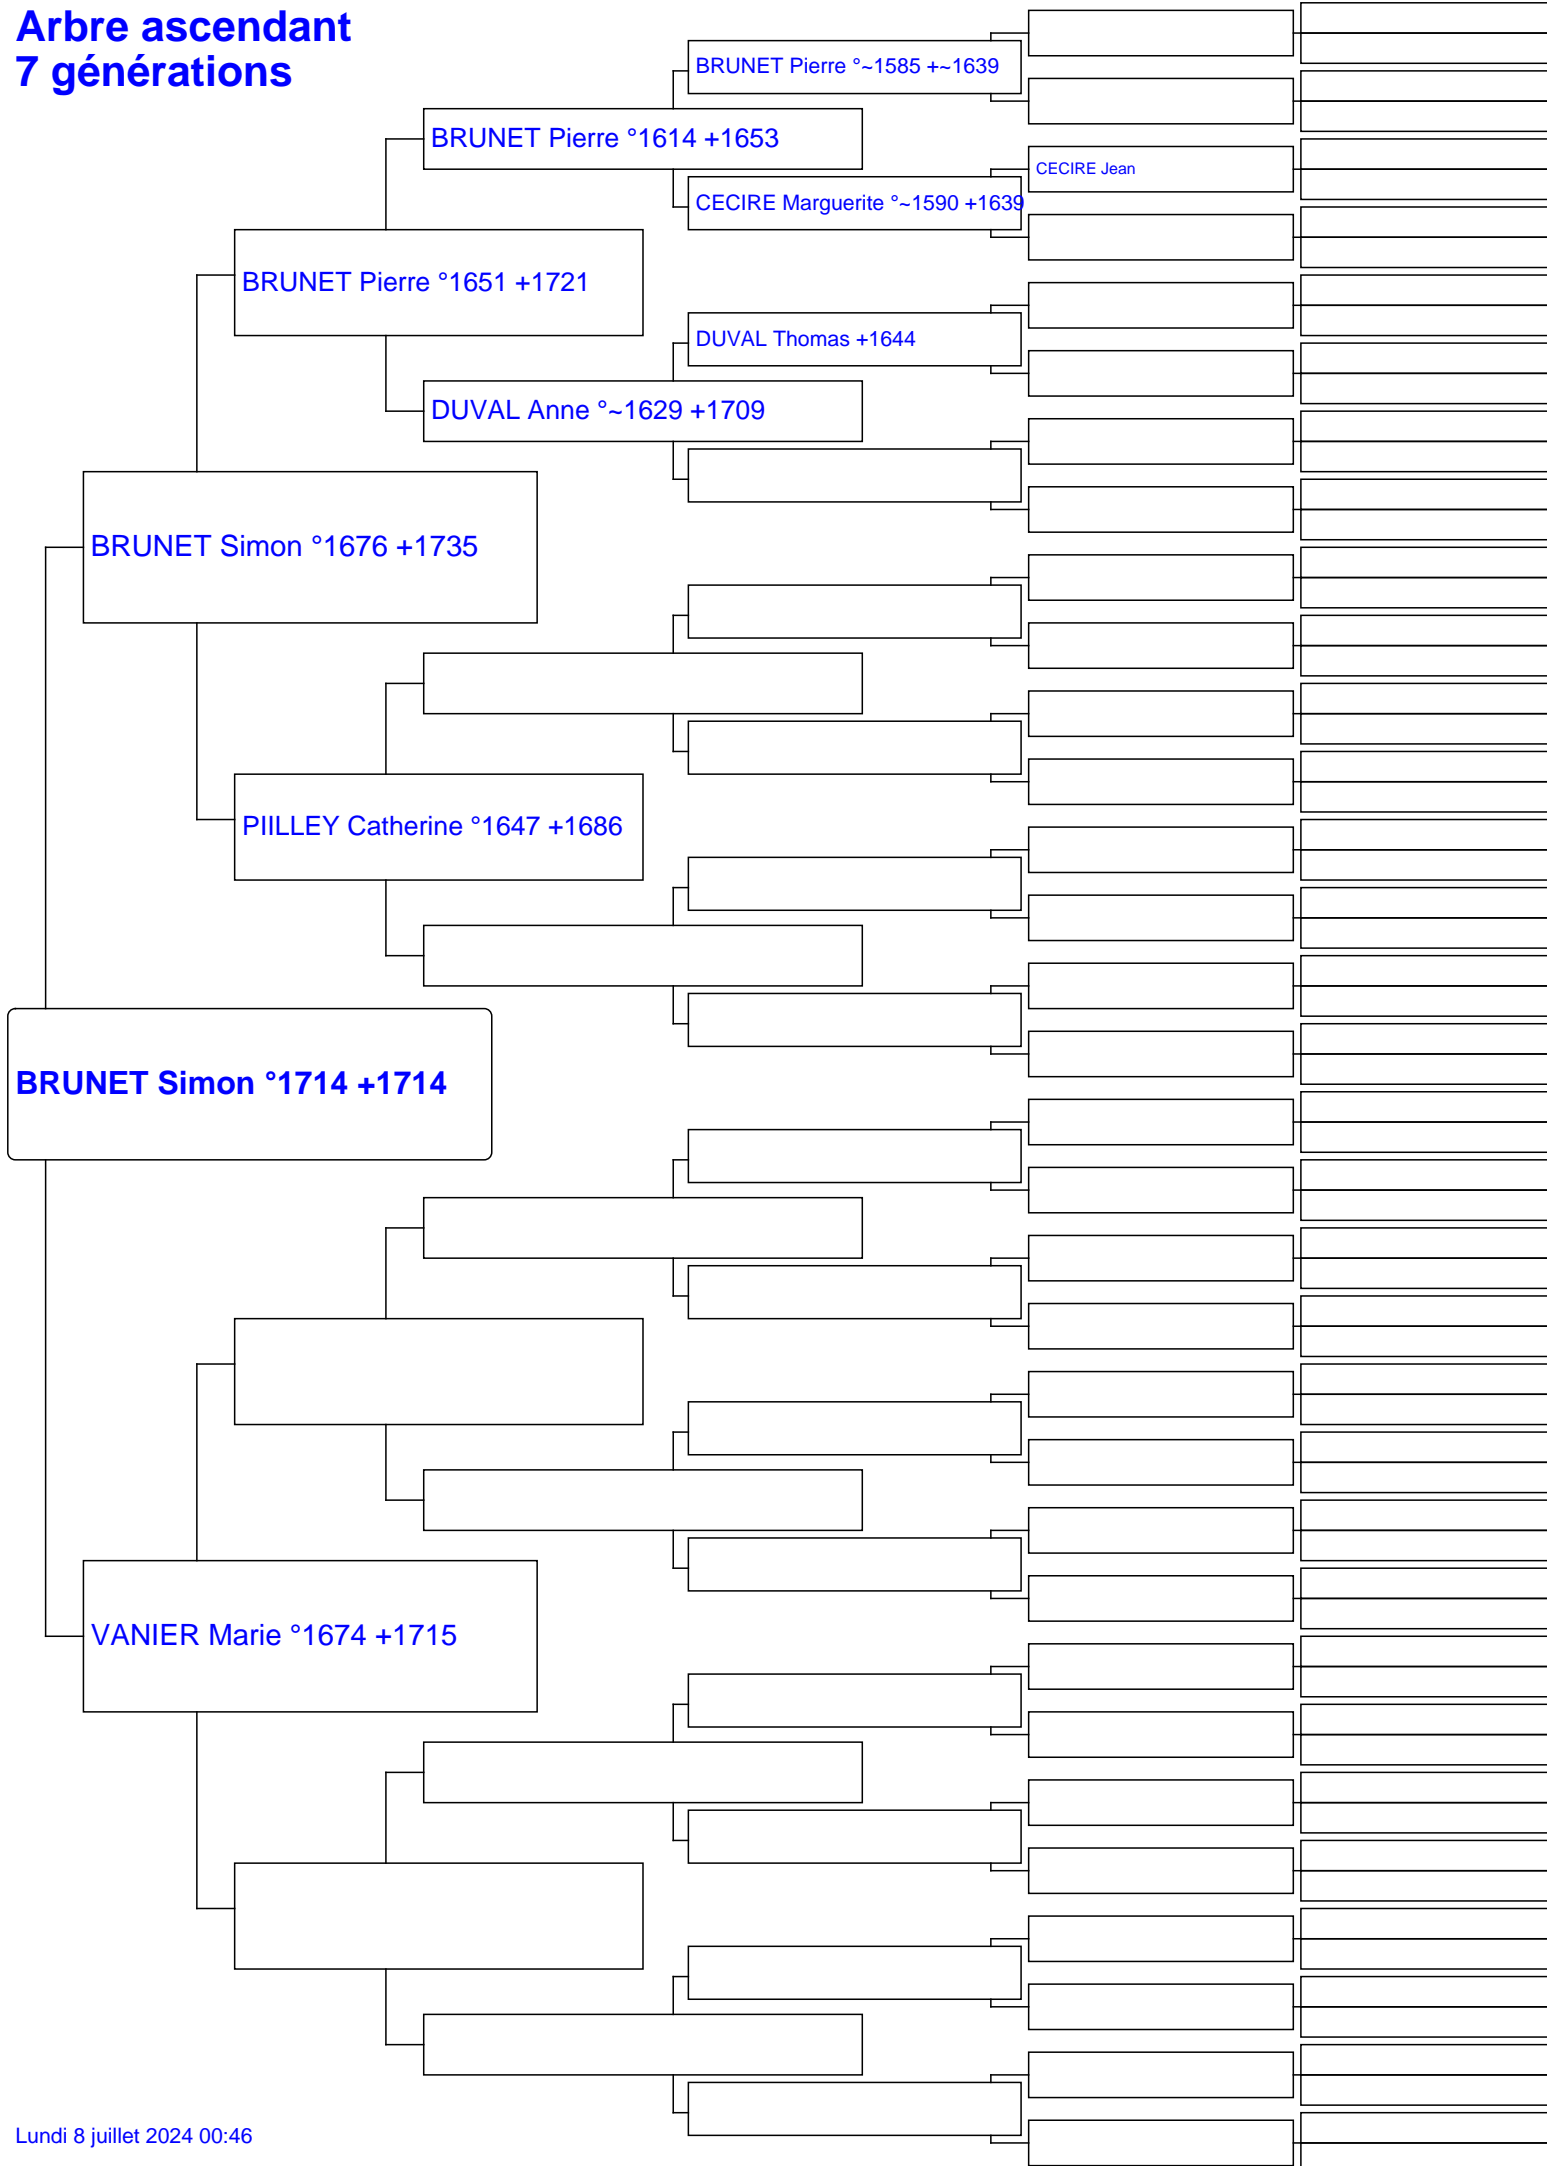 Arbre ascendant
7 générations
BRUNET Pierre °~1585 +~1639
BRUNET Pierre °1614 +1653
CECIRE Jean
CECIRE Marguerite °~1590 +1639
BRUNET Pierre °1651 +1721
DUVAL Thomas +1644
DUVAL Anne °~1629 +1709
BRUNET Simon °1676 +1735
PIILLEY Catherine °1647 +1686
BRUNET Simon °1714 +1714
VANIER Marie °1674 +1715
Lundi 8 juillet 2024 00:46